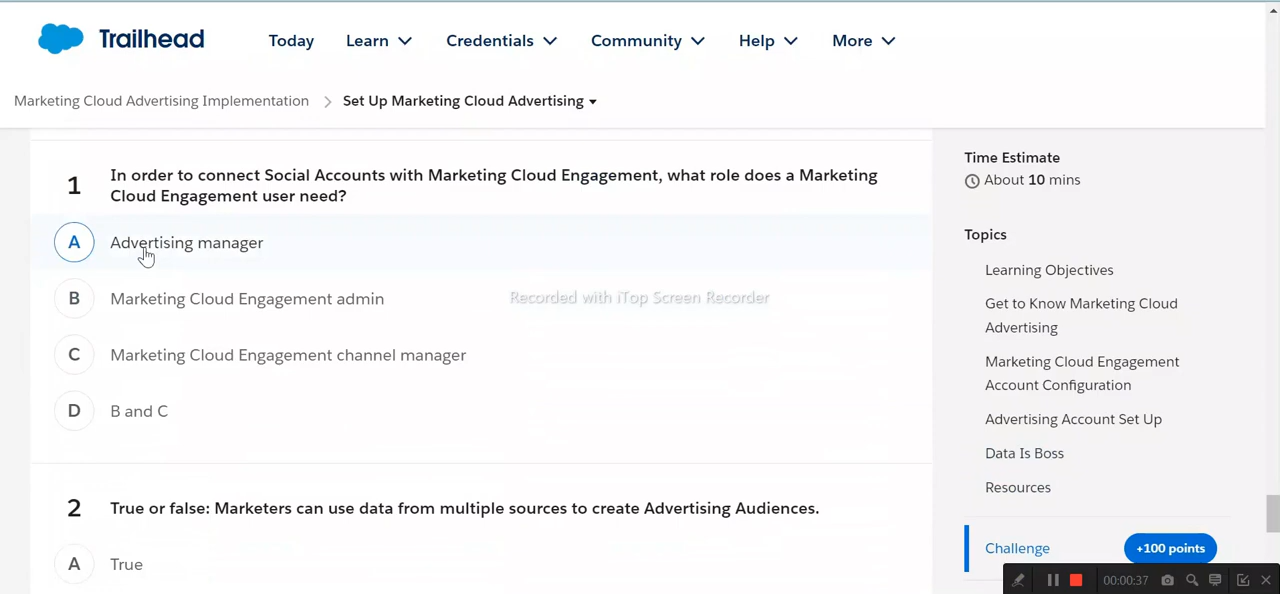 Trailhead
Today Learn Credentials Community Help More
Marketing Cloud Advertising Implementation > Set Up Marketing Cloud Advertising
1 In order to connect Social Accounts with Marketing Cloud Engagement, what role does a Marketing
Cloud Engagement user need?
A Advertising manager
B Marketing Cloud Engagement admin
C Marketing Cloud Engagement channel manager
D B and C
Recorded with iTop Screen Recorder
2 True or false: Marketers can use data from multiple sources to create Advertising Audiences.
A True
Time Estimate
About 10 mins
Topics
Learning Objectives
Get to Know Marketing Cloud
Advertising
Marketing Cloud Engagement
Account Configuration
Advertising Account Set Up
Data Is Boss
Resources
Challenge +100 points
00:00:37